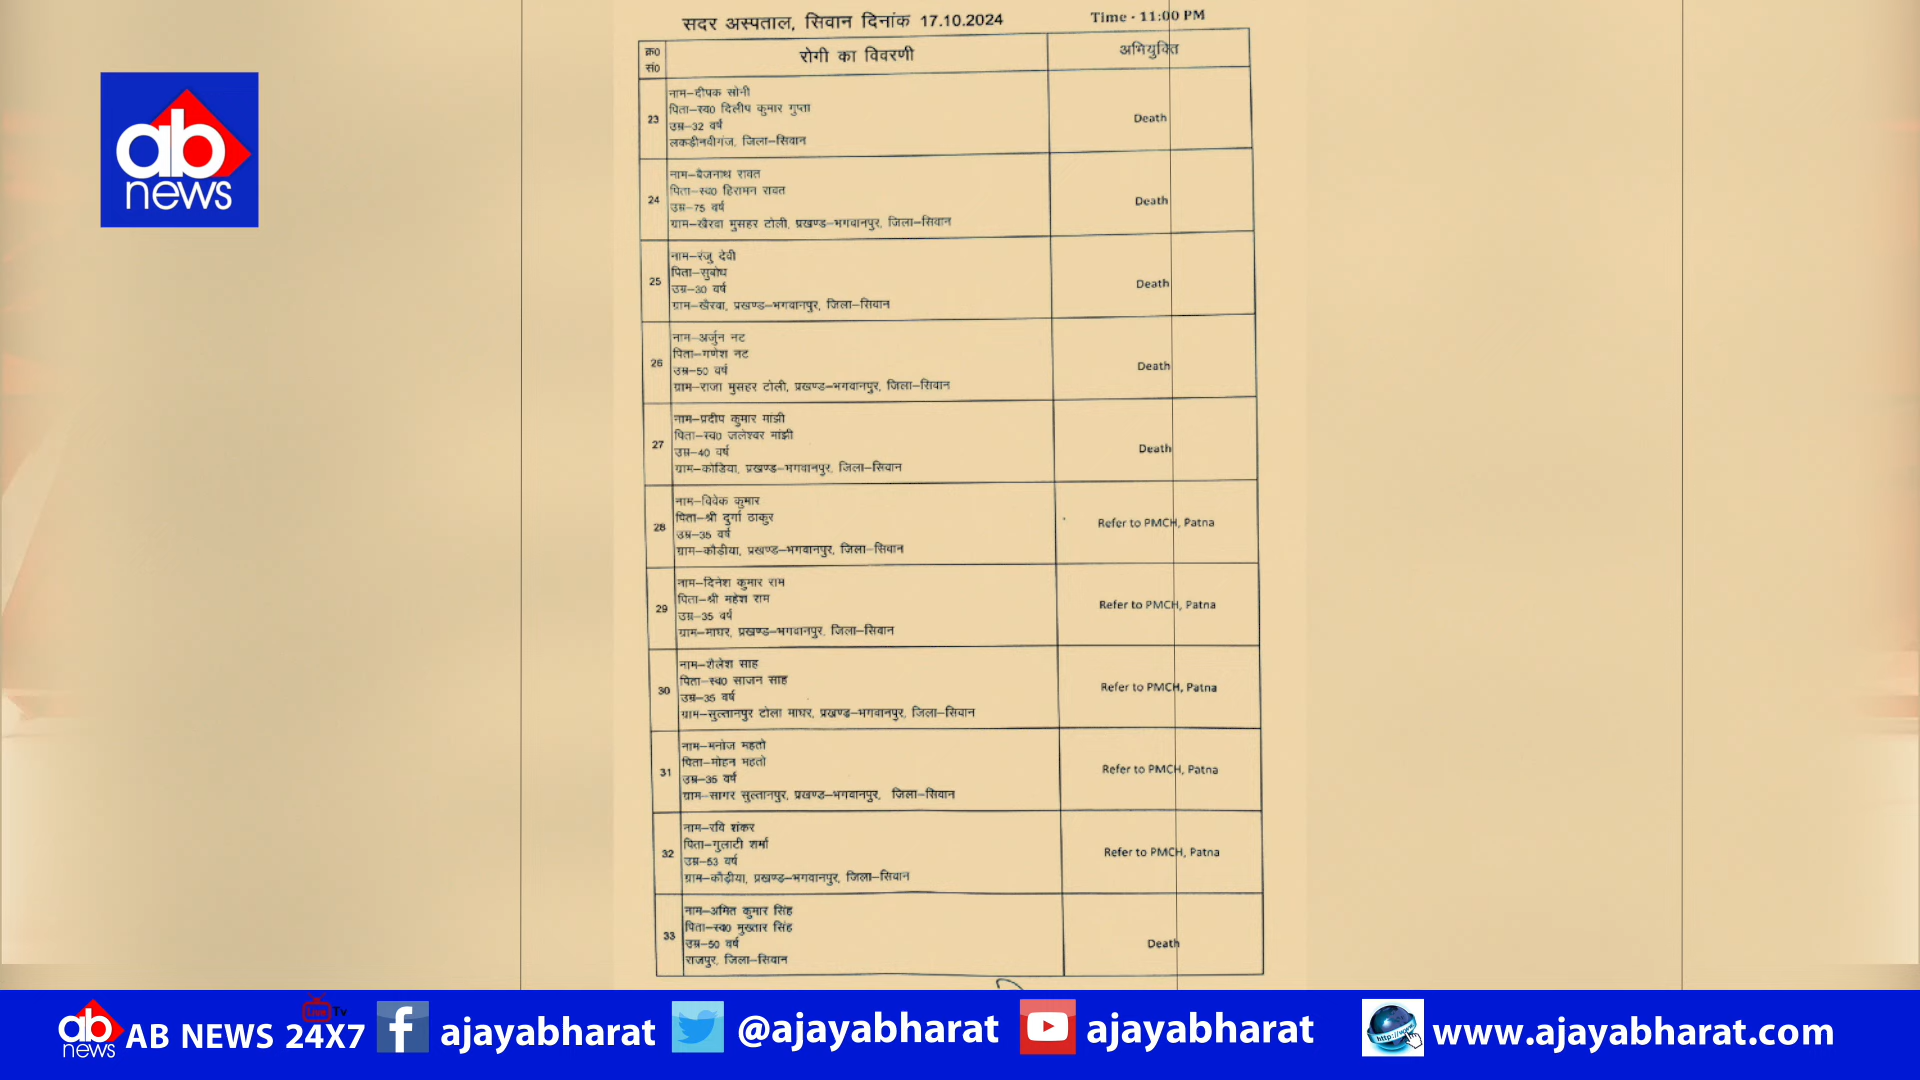 सदर अस्पताल, सिवान दिनांक 17.10.2024
Time - 11:00 PM
क्र0 सं0
रोगी का विवरणी
अभियुक्ति
23
नाम–दीपक सोनी
पिता–स्व0 दिलीप कुमार गुप्ता
उम्र–32 वर्ष
लकडीनवीगंज, जिला–सिवान
Death
24
नाम–बैजनाथ रावत
पिता–स्व0 हिरामन रावत
उम्र–75 वर्ष
ग्राम–खैरवा मुसहर टोली, प्रखण्ड–भगवानपुर, जिला–सिवान
Death
25
नाम–रंजु देवी
पिता–सुबोध
उम्र–30 वर्ष
ग्राम–खैरवा, प्रखण्ड–भगवानपुर, जिला–सिवान
Death
26
नाम–अर्जुन नट
पिता–गणेश नट
उम्र–50 वर्ष
ग्राम–राजा मुसहर टोली, प्रखण्ड–भगवानपुर, जिला–सिवान
Death
27
नाम–प्रदीप कुमार मांझी
पिता–स्व0 जलेश्वर मांझी
उम्र–40 वर्ष
ग्राम–कोडिया, प्रखण्ड–भगवानपुर, जिला–सिवान
Death
28
नाम–विवेक कुमार
पिता–श्री दुर्गा ठाकुर
उम्र–35 वर्ष
ग्राम–कौडीया, प्रखण्ड–भगवानपुर, जिला–सिवान
Refer to PMCH, Patna
29
नाम–दिनेश कुमार राम
पिता–श्री महेश राम
उम्र–35 वर्ष
ग्राम–माघर, प्रखण्ड–भगवानपुर, जिला–सिवान
Refer to PMCH, Patna
30
नाम–शैलेश साह
पिता–स्व0 साजन साह
उम्र–35 वर्ष
ग्राम–सुल्तानपुर टोला माघर, प्रखण्ड–भगवानपुर, जिला–सिवान
Refer to PMCH, Patna
31
नाम–मनोज महतो
पिता–मोहन महतो
उम्र–35 वर्ष
ग्राम–सागर सुल्तानपुर, प्रखण्ड–भगवानपुर, जिला–सिवान
Refer to PMCH, Patna
32
नाम–रवि शंकर
पिता–गुलाटी शर्मा
उम्र–53 वर्ष
ग्राम–कौढ़ीया, प्रखण्ड–भगवानपुर, जिला–सिवान
Refer to PMCH, Patna
33
नाम–अमित कुमार सिंह
पिता–स्व0 मुख्तार सिंह
उम्र–50 वर्ष
राजपुर, जिला–सिवान
Death
ab news
ab news
AB NEWS 24X7
Live Tv
ajayabharat
@ajayabharat
ajayabharat
www.ajayabharat.com